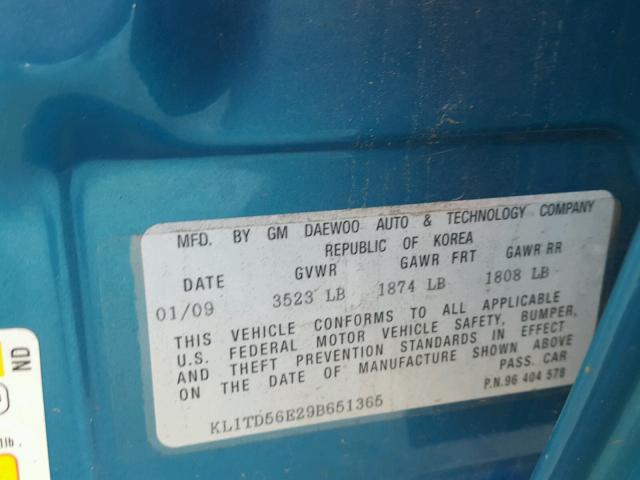 MFD. BY GM DAEWOO AUTO & TECHNOLOGY COMPANY
REPUBLIC OF KOREA
DATE GVWR GAWR FRT GAWR RR
01/09 3523 LB 1874 LB 1808 LB
THIS VEHICLE CONFORMS TO ALL APPLICABLE
U.S. FEDERAL MOTOR VEHICLE SAFETY, BUMPER,
AND THEFT PREVENTION STANDARDS IN EFFECT
ON THE DATE OF MANUFACTURE SHOWN ABOVE
PASS. CAR
P.N.96 404 578
KL1TD56E29B651365
ND
lb.